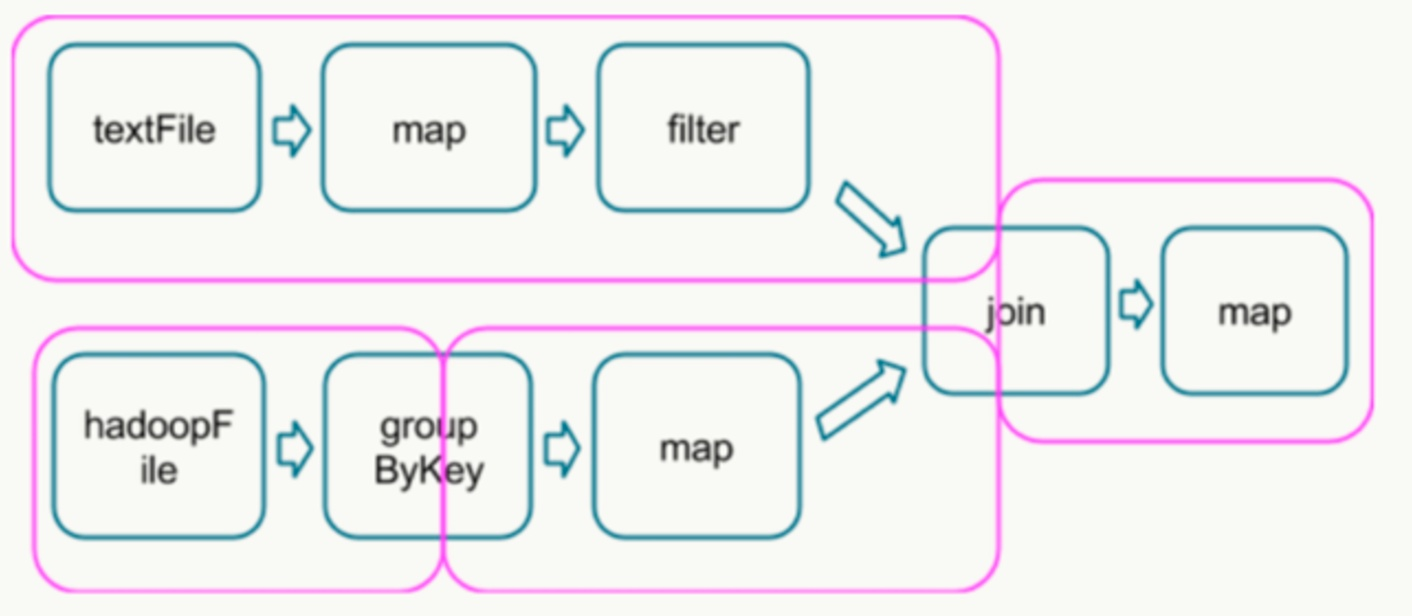 textFile
map
filter
join
map
hadoopF
ile
group
ByKey
map